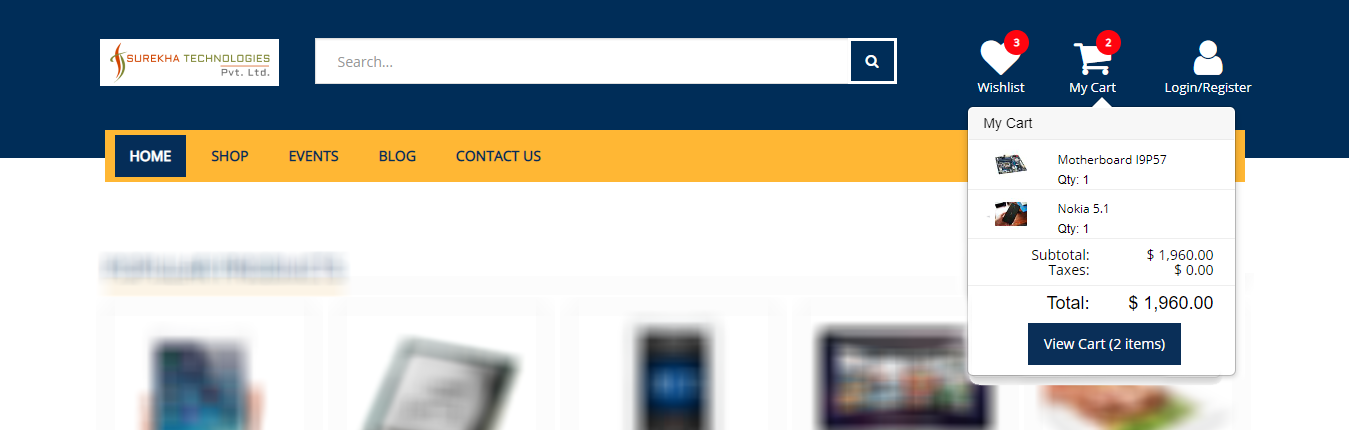 SUREKHA TECHNOLOGIES
Pvt. Ltd.
Search...
3
Wishlist
2
My Cart
Login/Register
HOME
SHOP
EVENTS
BLOG
CONTACT US
My Cart
Motherboard I9P57
Qty: 1
Nokia 5.1
Qty: 1
Subtotal: $ 1,960.00
Taxes: $ 0.00
Total: $ 1,960.00
View Cart (2 items)